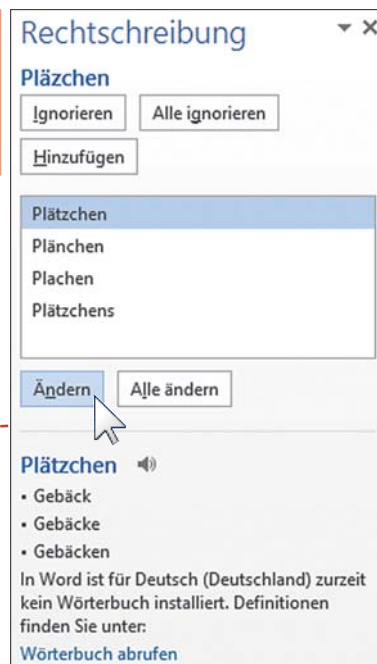 Rechtschreibung
Pläzchen
Ignorieren Alle ignorieren
Hinzufügen
Plätzchen
Plänchen
Plachen
Plätzchens
Ändern Alle ändern
Plätzchen
• Gebäck
• Gebäcke
• Gebäcken
In Word ist für Deutsch (Deutschland) zurzeit
kein Wörterbuch installiert. Definitionen
finden Sie unter:
Wörterbuch abrufen